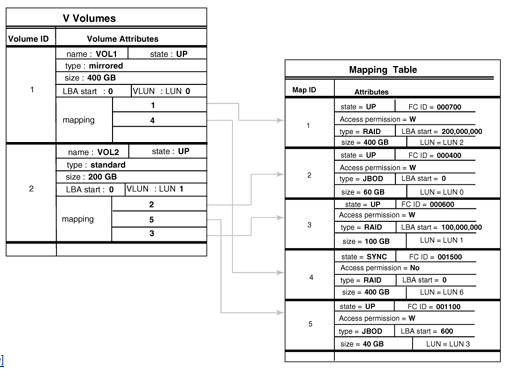 V Volumes
Volume ID
Volume Attributes
1
name : VOL1 state : UP
type : mirrored
size : 400 GB
LBA start : 0 VLUN : LUN 0
mapping
1
4
2
name : VOL2 state : UP
type : standard
size : 200 GB
LBA start : 0 VLUN : LUN 1
mapping
2
5
3
Mapping Table
Map ID
Attributes
1
state = UP FC ID = 000700
Access permission = W
type = RAID LBA start = 200,000,000
size = 400 GB LUN = LUN 2
2
state = UP FC ID = 000400
Access permission = W
type = JBOD LBA start = 0
size = 60 GB LUN = LUN 0
3
state = UP FC ID = 000600
Access permission = W
type = RAID LBA start = 100,000,000
size = 100 GB LUN = LUN 1
4
state = SYNC FC ID = 001500
Access permission = No
type = RAID LBA start = 0
size = 400 GB LUN = LUN 6
5
state = UP FC ID = 001100
Access permission = W
type = JBOD LBA start = 600
size = 40 GB LUN = LUN 3